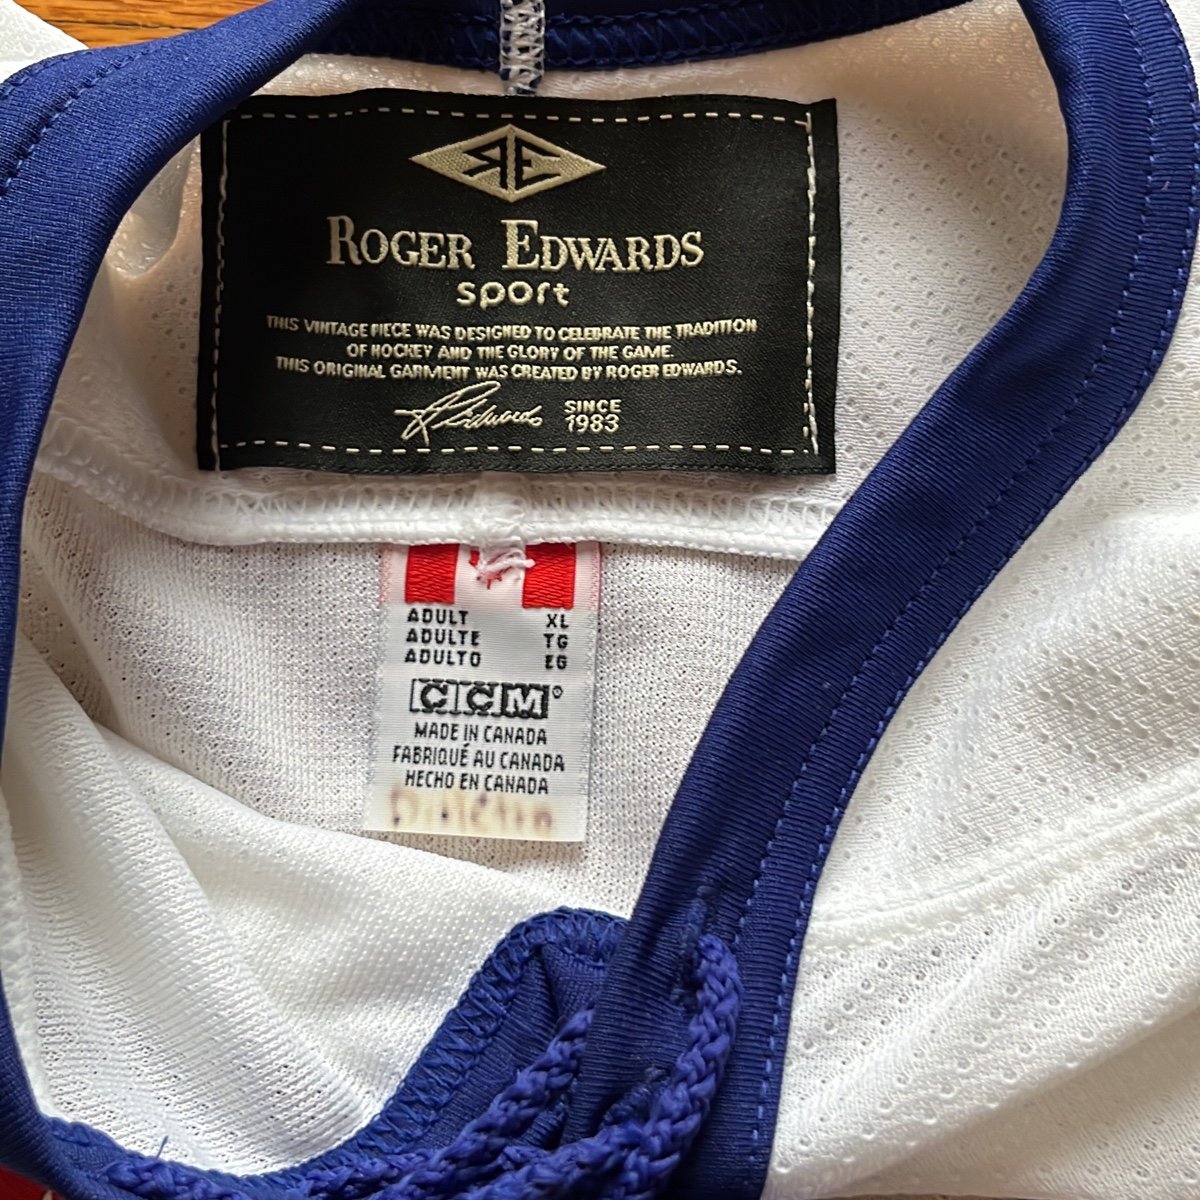 RE
ROGER EDWARDS
sport
THIS VINTAGE PIECE WAS DESIGNED TO CELEBRATE THE TRADITION
OF HOCKEY AND THE GLORY OF THE GAME.
THIS ORIGINAL GARMENT WAS CREATED BY ROGER EDWARDS.
REdwards SINCE
1983
ADULT XL
ADULTE TG
ADULTO EG
CCM®
MADE IN CANADA
FABRIQUÉ AU CANADA
HECHO EN CANADA